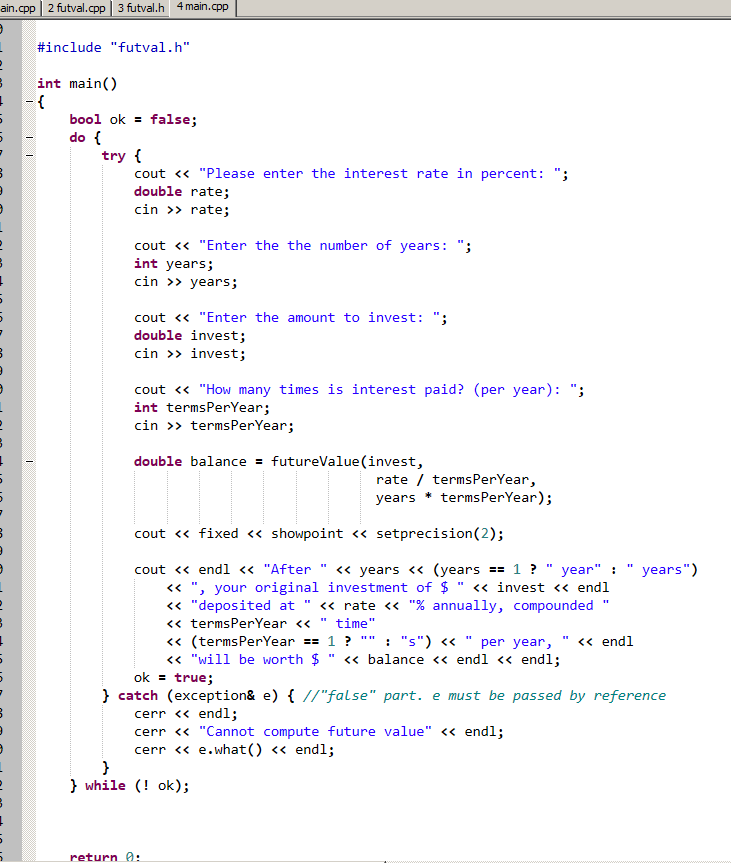 ain.cpp 2 futval.cpp 3 futval.h 4 main.cpp
#include "futval.h"
int main()
{
bool ok = false;
do {
try {
cout << "Please enter the interest rate in percent: ";
double rate;
cin >> rate;
cout << "Enter the the number of years: ";
int years;
cin >> years;
cout << "Enter the amount to invest: ";
double invest;
cin >> invest;
cout << "How many times is interest paid? (per year): ";
int termsPerYear;
cin >> termsPerYear;
double balance = futureValue(invest,
rate / termsPerYear,
years * termsPerYear);
cout << fixed << showpoint << setprecision(2);
cout << endl << "After " << years << (years == 1 ? " year" : " years")
<< ", your original investment of $ " << invest << endl
<< "deposited at " << rate << "% annually, compounded "
<< termsPerYear << " time"
<< (termsPerYear == 1 ? "" : "s") << " per year, " << endl
<< "will be worth $ " << balance << endl << endl;
ok = true;
} catch (exception& e) { //"false" part. e must be passed by reference
cerr << endl;
cerr << "Cannot compute future value" << endl;
cerr << e.what() << endl;
}
} while (! ok);
return 0;